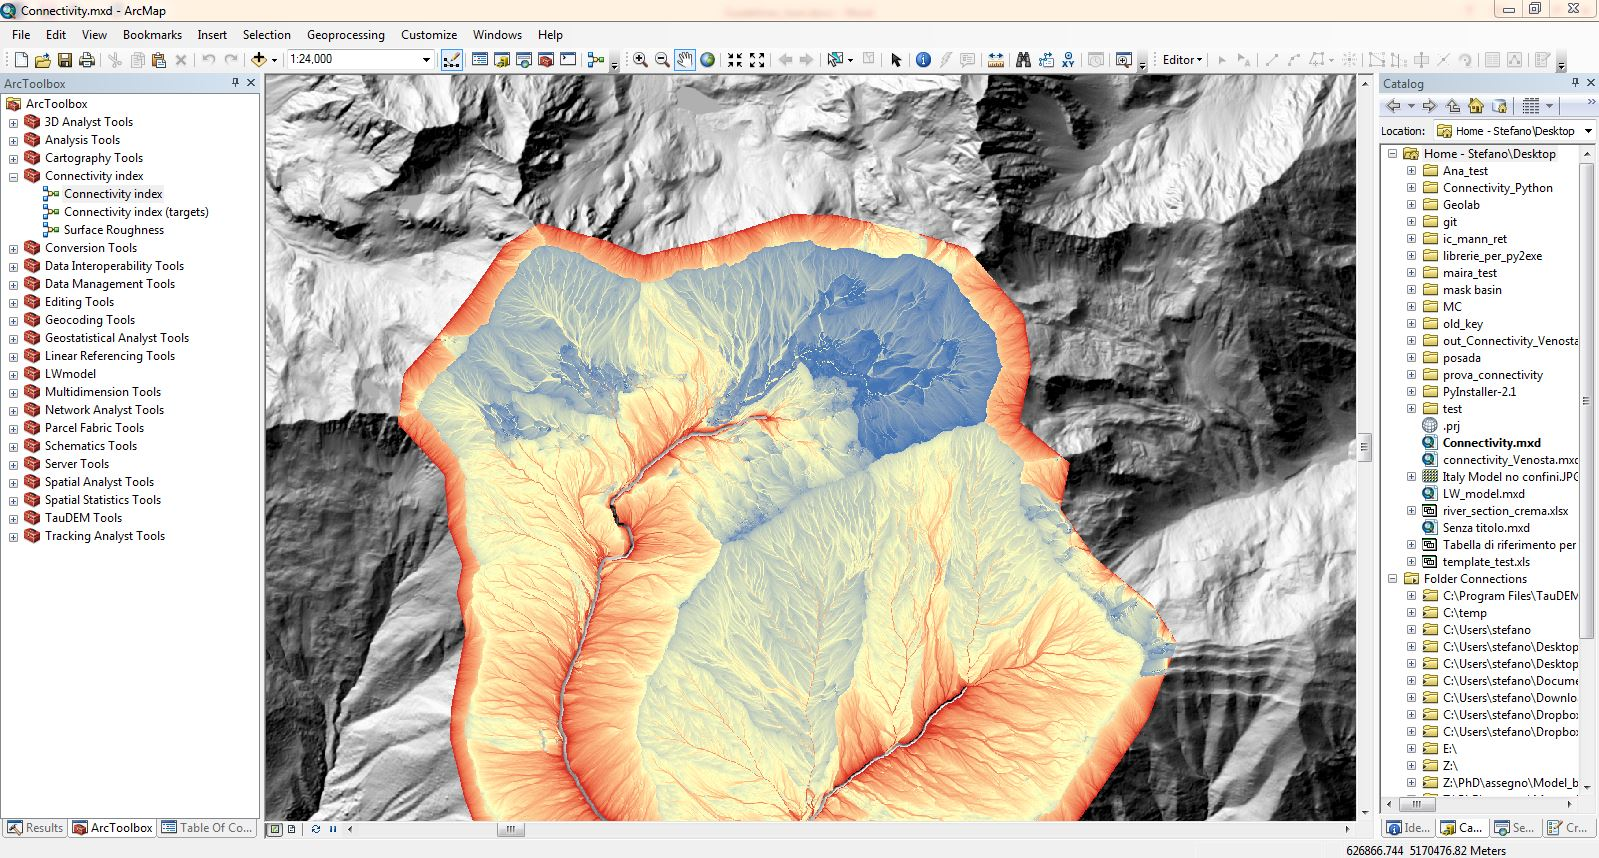 Connectivity.mxd - ArcMap
File Edit View Bookmarks Insert Selection Geoprocessing Customize Windows Help
1:24,000
Editor
ArcToolbox
ArcToolbox
3D Analyst Tools
Analysis Tools
Cartography Tools
Connectivity index
Connectivity index
Connectivity index (targets)
Surface Roughness
Conversion Tools
Data Interoperability Tools
Data Management Tools
Editing Tools
Geocoding Tools
Geostatistical Analyst Tools
Linear Referencing Tools
LWmodel
Multidimension Tools
Network Analyst Tools
Parcel Fabric Tools
Schematics Tools
Server Tools
Spatial Analyst Tools
Spatial Statistics Tools
TauDEM Tools
Tracking Analyst Tools
Results ArcToolbox Table Of Co...
Catalog
Location: Home - Stefano\Desktop
Home - Stefano\Desktop
Ana_test
Connectivity_Python
Geolab
git
ic_mann_ret
librerie_per_py2exe
maira_test
mask basin
MC
old_key
out_Connectivity_Venosta
posada
prova_connectivity
PyInstaller-2.1
test
.prj
Connectivity.mxd
connectivity_Venosta.mxd
Italy Model no confini.JPG
LW_model.mxd
river_section_crema.xlsx
Senza titolo.mxd
Tabella di riferimento per
template_test.xls
Folder Connections
C:\Program Files\TauDEM
C:\temp
C:\Users\stefano
C:\Users\stefano\Desktop
C:\Users\stefano\Desktop
C:\Users\stefano\Docume
C:\Users\stefano\Downlo
C:\Users\stefano\Dropbox
C:\Users\stefano\Dropbox
E:\
Z:\
Z:\PhD\assegno\Model_b
Ide... Ca... Se... Cr...
626866.744 5170476.82 Meters